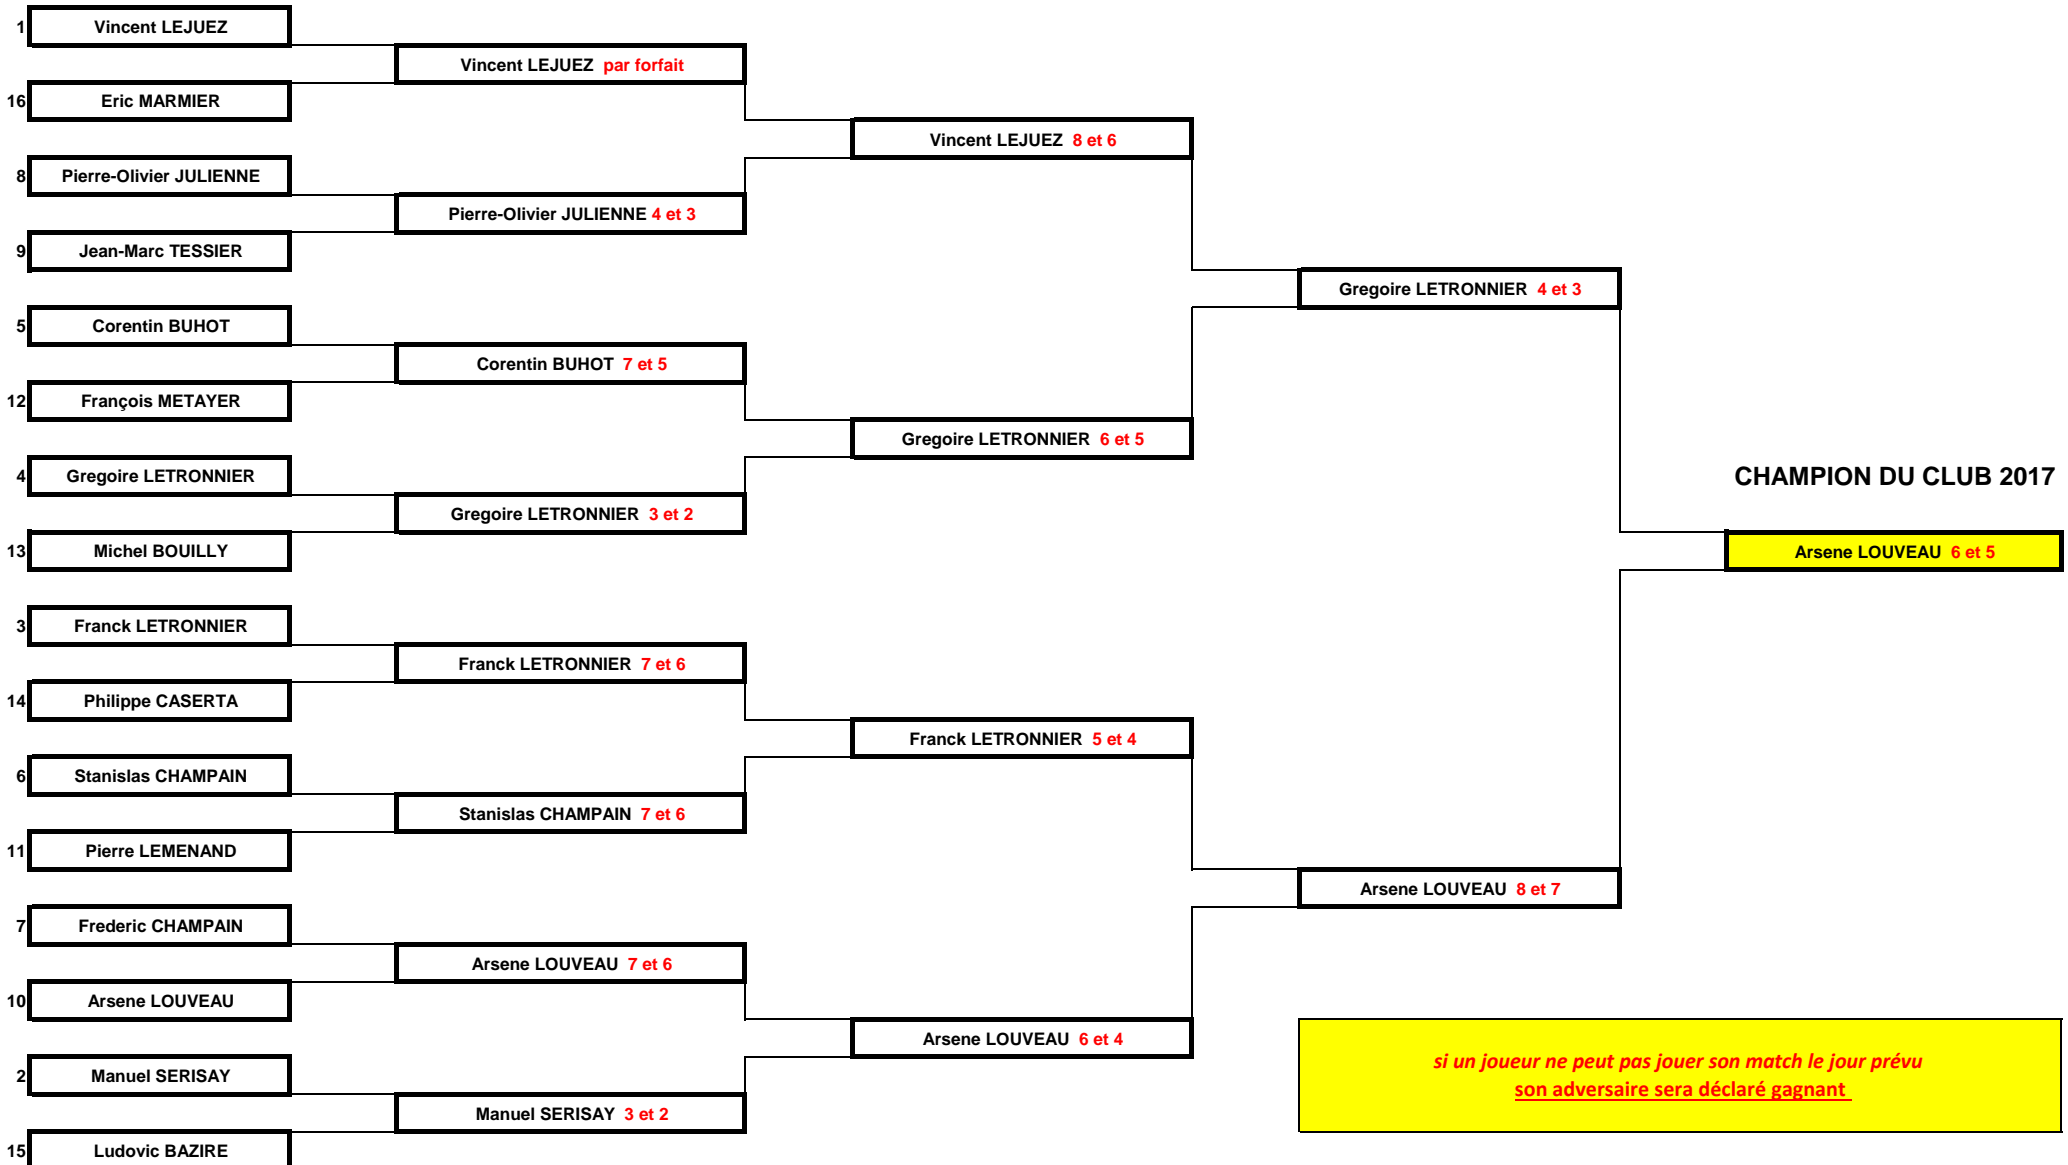 1 Vincent LEJUEZ
Vincent LEJUEZ par forfait
16 Eric MARMIER
Vincent LEJUEZ 8 et 6
8 Pierre-Olivier JULIENNE
Pierre-Olivier JULIENNE 4 et 3
9 Jean-Marc TESSIER
Gregoire LETRONNIER 4 et 3
5 Corentin BUHOT
Corentin BUHOT 7 et 5
12 François METAYER
Gregoire LETRONNIER 6 et 5
4 Gregoire LETRONNIER
CHAMPION DU CLUB 2017
Gregoire LETRONNIER 3 et 2
13 Michel BOUILLY
Arsene LOUVEAU 6 et 5
3 Franck LETRONNIER
Franck LETRONNIER 7 et 6
14 Philippe CASERTA
Franck LETRONNIER 5 et 4
6 Stanislas CHAMPAIN
Stanislas CHAMPAIN 7 et 6
11 Pierre LEMENAND
Arsene LOUVEAU 8 et 7
7 Frederic CHAMPAIN
Arsene LOUVEAU 7 et 6
10 Arsene LOUVEAU
Arsene LOUVEAU 6 et 4
si un joueur ne peut pas jouer son match le jour prévu
2 Manuel SERISAY
son adversaire sera déclaré gagnant
Manuel SERISAY 3 et 2
15 Ludovic BAZIRE